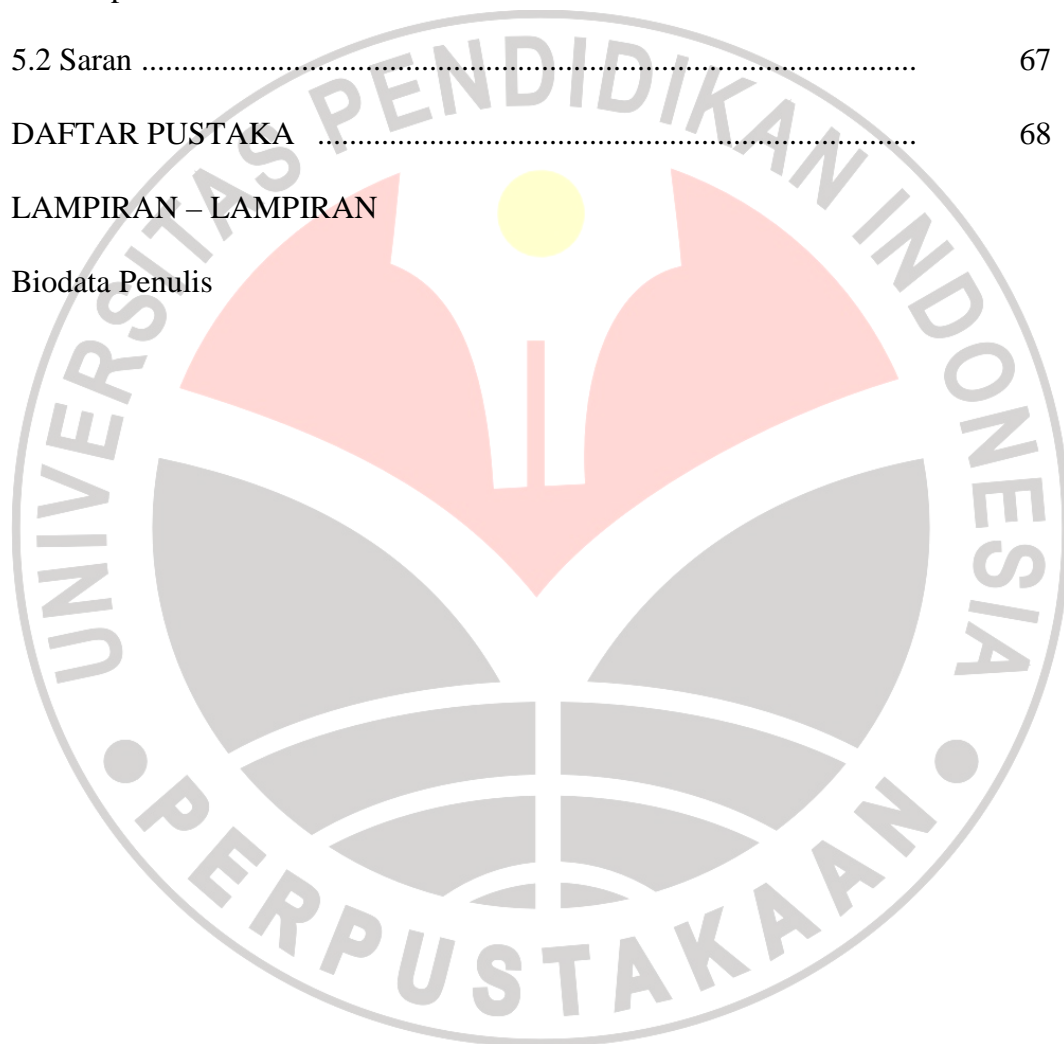 5.2 Saran .................................................................................... 67
DAFTAR PUSTAKA ................................................................. 68
LAMPIRAN – LAMPIRAN
Biodata Penulis
UNIVERSITAS PENDIDIKAN INDONESIA
PERPUSTAKAAN